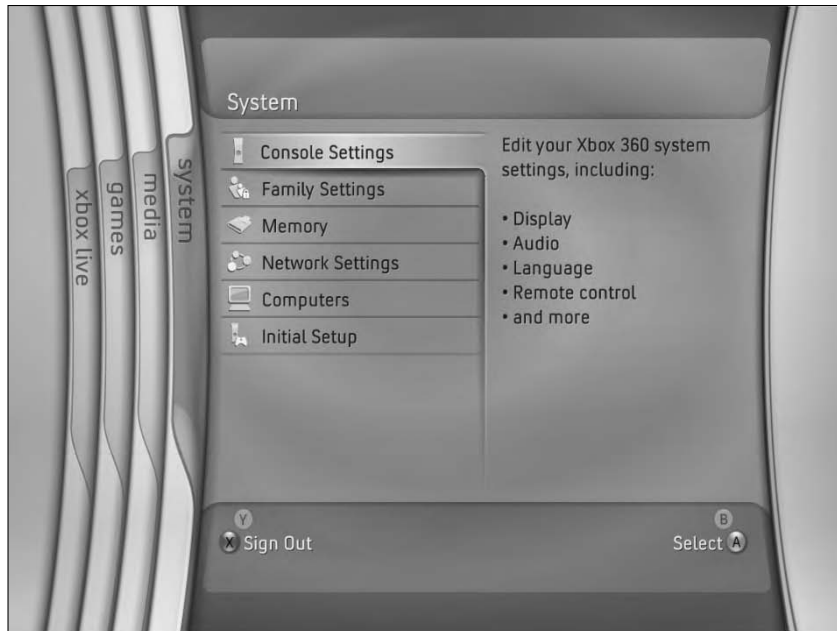 xbox live
games
media
system
System
Console Settings
Family Settings
Memory
Network Settings
Computers
Initial Setup
Edit your Xbox 360 system
settings, including:
• Display
• Audio
• Language
• Remote control
• and more
Y
X Sign Out
B
Select A